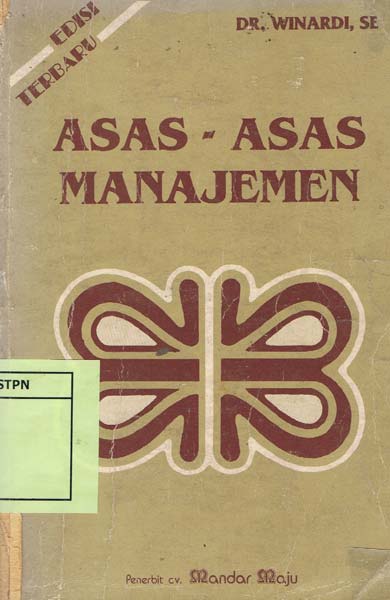 EDISI
TERBARU
DR. WINARDI, SE
ASAS - ASAS
MANAJEMEN
STPN
Penerbit cv. Mandar Maju